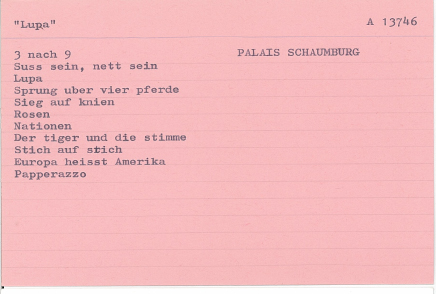 "Lupa" A 13746
3 nach 9 PALAIS SCHAUMBURG
Suss sein, nett sein
Lupa
Sprung uber vier pferde
Sieg auf knien
Rosen
Nationen
Der tiger und die stimme
Stich auf stich
Europa heisst Amerika
Papperazzo